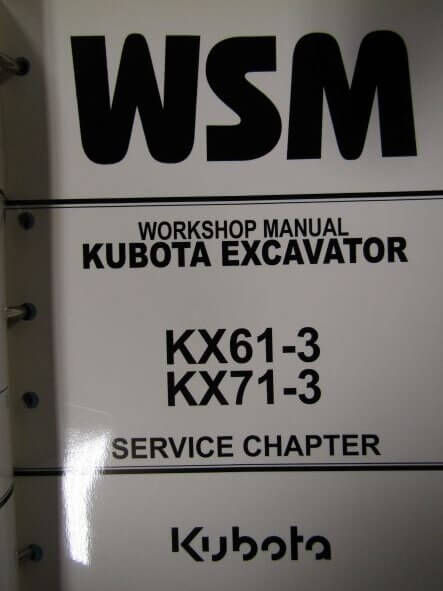 WSM
WORKSHOP MANUAL
KUBOTA EXCAVATOR
KX61-3
KX71-3
SERVICE CHAPTER
Kubota